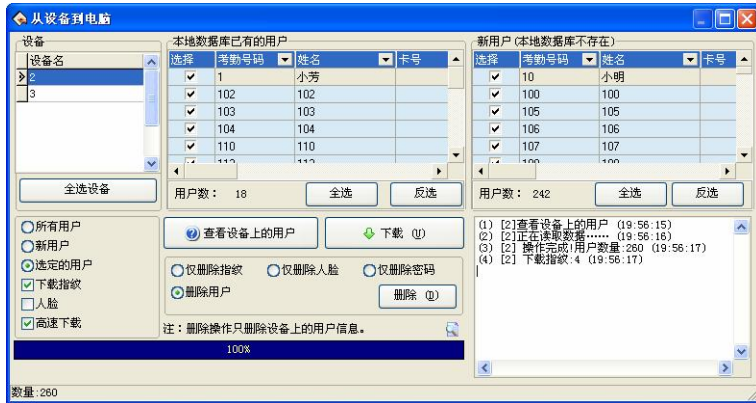 从设备到电脑
设备
设备名
2
3
全选设备
本地数据库已有的用户
选择 考勤号码 姓名 卡号
1 小芳
102 102
103 103
104 104
110 110
用户数： 18 全选 反选
新用户(本地数据库不存在)
选择 考勤号码 姓名 卡号
10 小明
100 100
105 105
106 106
107 107
用户数： 242 全选 反选
所有用户
新用户
选定的用户
下载指纹
人脸
高速下载
查看设备上的用户 下载 (U)
仅删除指纹 仅删除人脸 仅删除密码
删除用户 删除 (D)
注：删除操作只删除设备上的用户信息。
100%
(1) [2]查看设备上的用户 (19:56:15)
(2) [2]正在读取数据…… (19:56:16)
(3) [2] 操作完成!用户数量:260 (19:56:17)
(4) [2] 下载指纹:4 (19:56:17)
数量:260